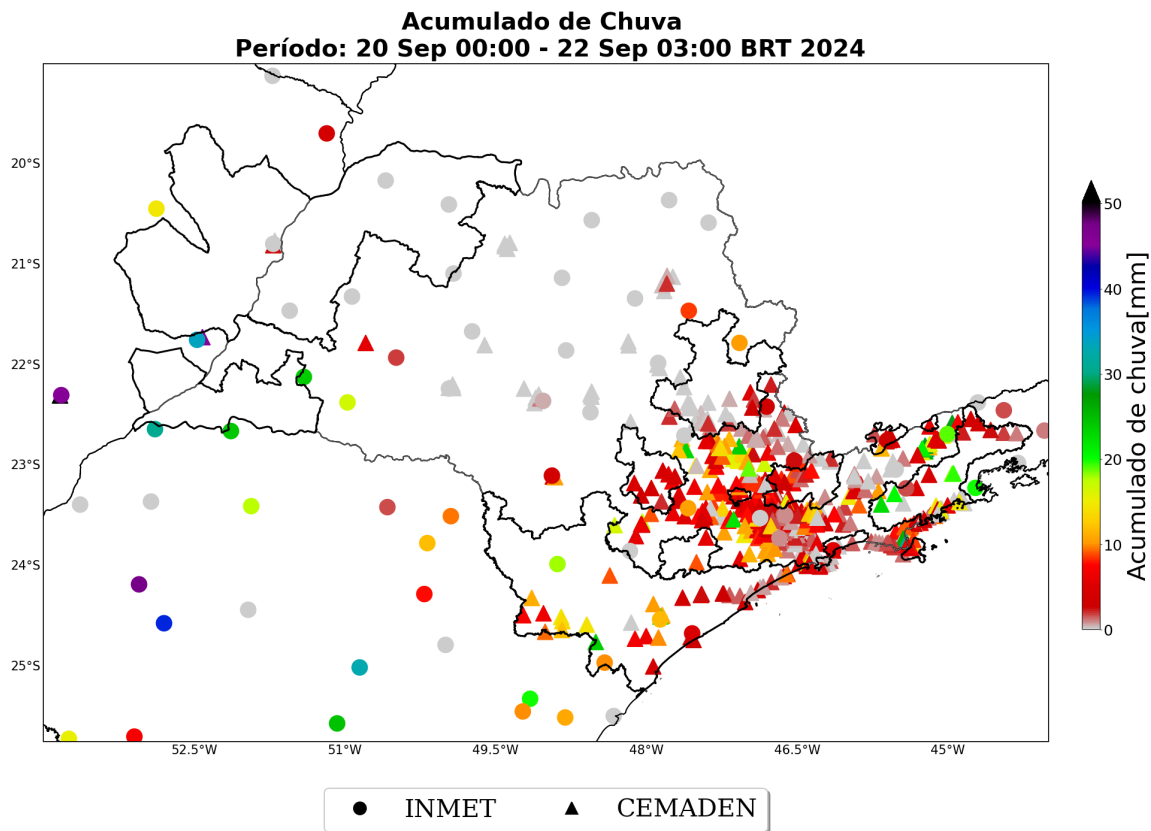 Acumulado de Chuva
Período: 20 Sep 00:00 - 22 Sep 03:00 BRT 2024
20°S
21°S
22°S
23°S
24°S
25°S
52.5°W
51°W
49.5°W
48°W
46.5°W
45°W
50
40
30
20
10
0
Acumulado de chuva[mm]
INMET
CEMADEN